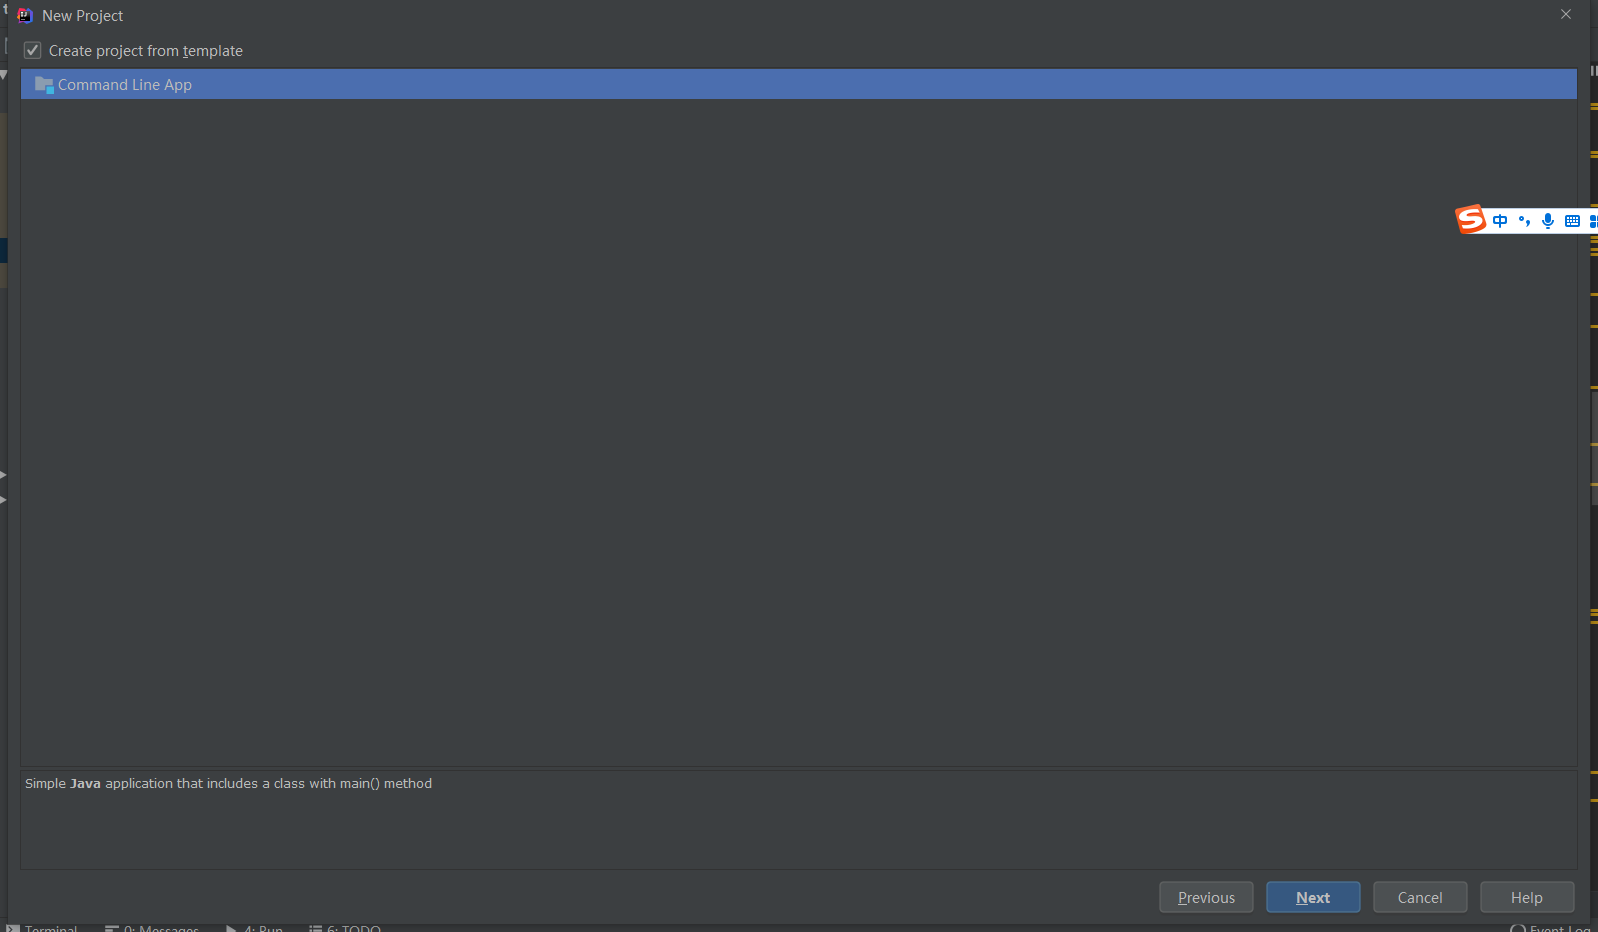 New Project
Create project from template
Command Line App
中
Simple Java application that includes a class with main() method
Previous
Next
Cancel
Help
Terminal
0: Messages
4: Run
6: TODO
Event Log